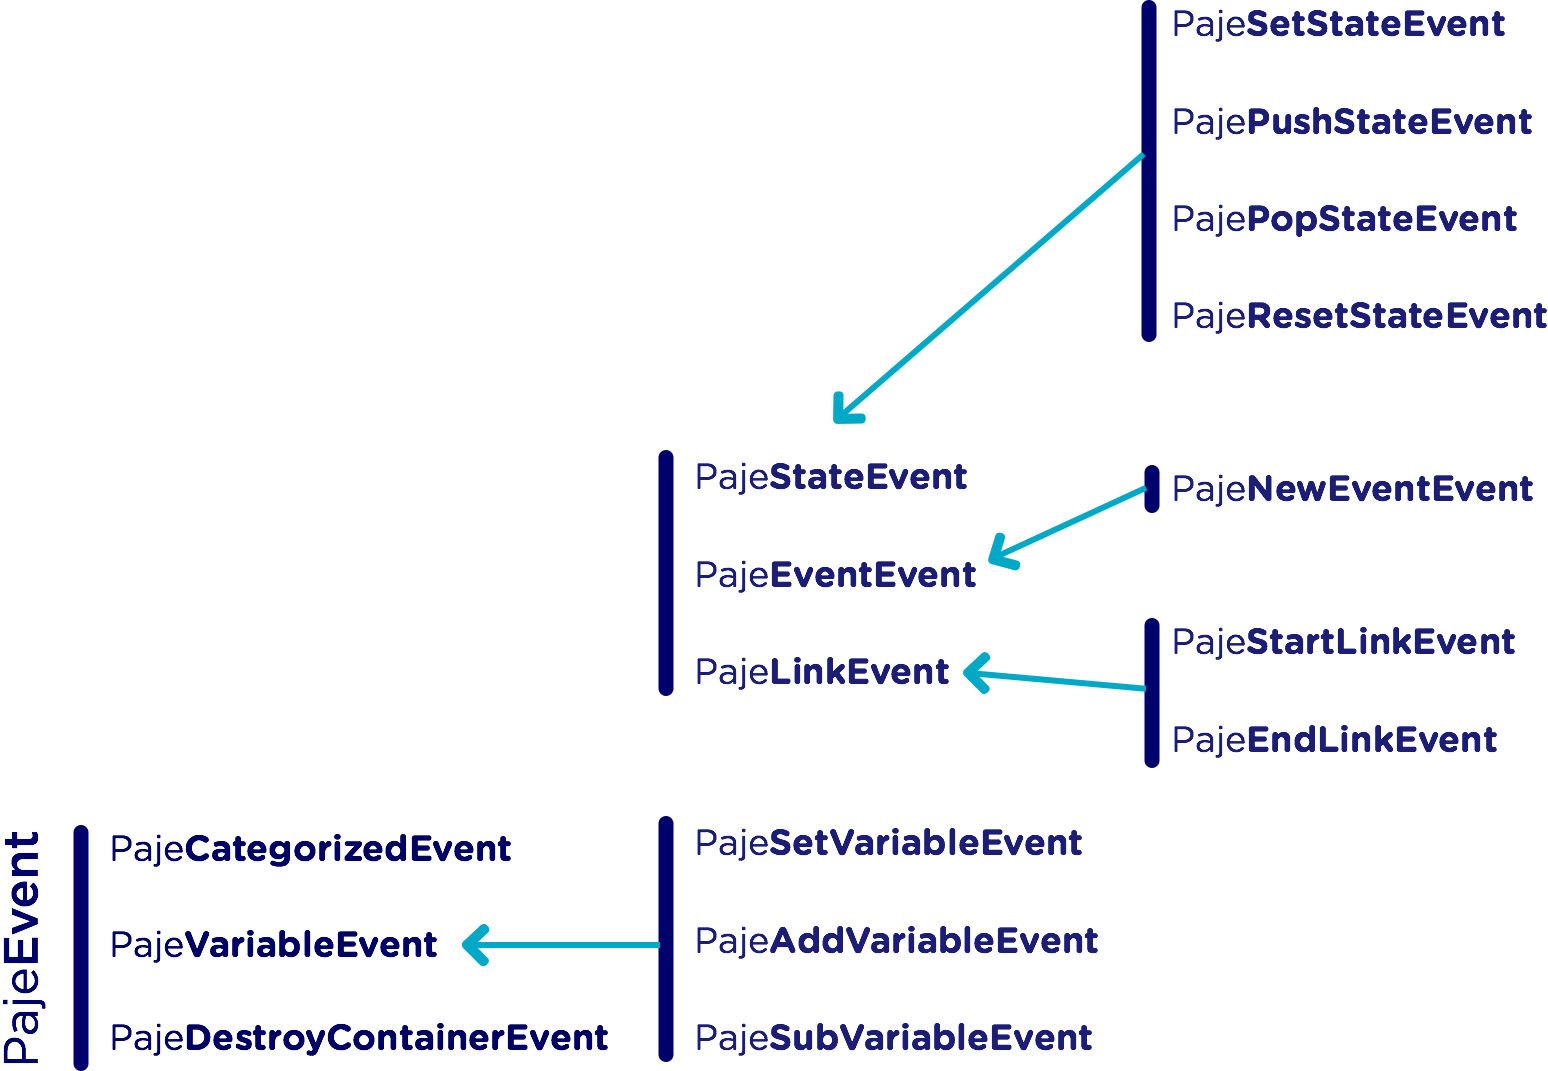 PajeSetStateEvent
PajePushStateEvent
PajePopStateEvent
PajeResetStateEvent
PajeStateEvent
PajeEventEvent
PajeLinkEvent
PajeNewEventEvent
PajeStartLinkEvent
PajeEndLinkEvent
PajeEvent
PajeCategorizedEvent
PajeVariableEvent
PajeDestroyContainerEvent
PajeSetVariableEvent
PajeAddVariableEvent
PajeSubVariableEvent